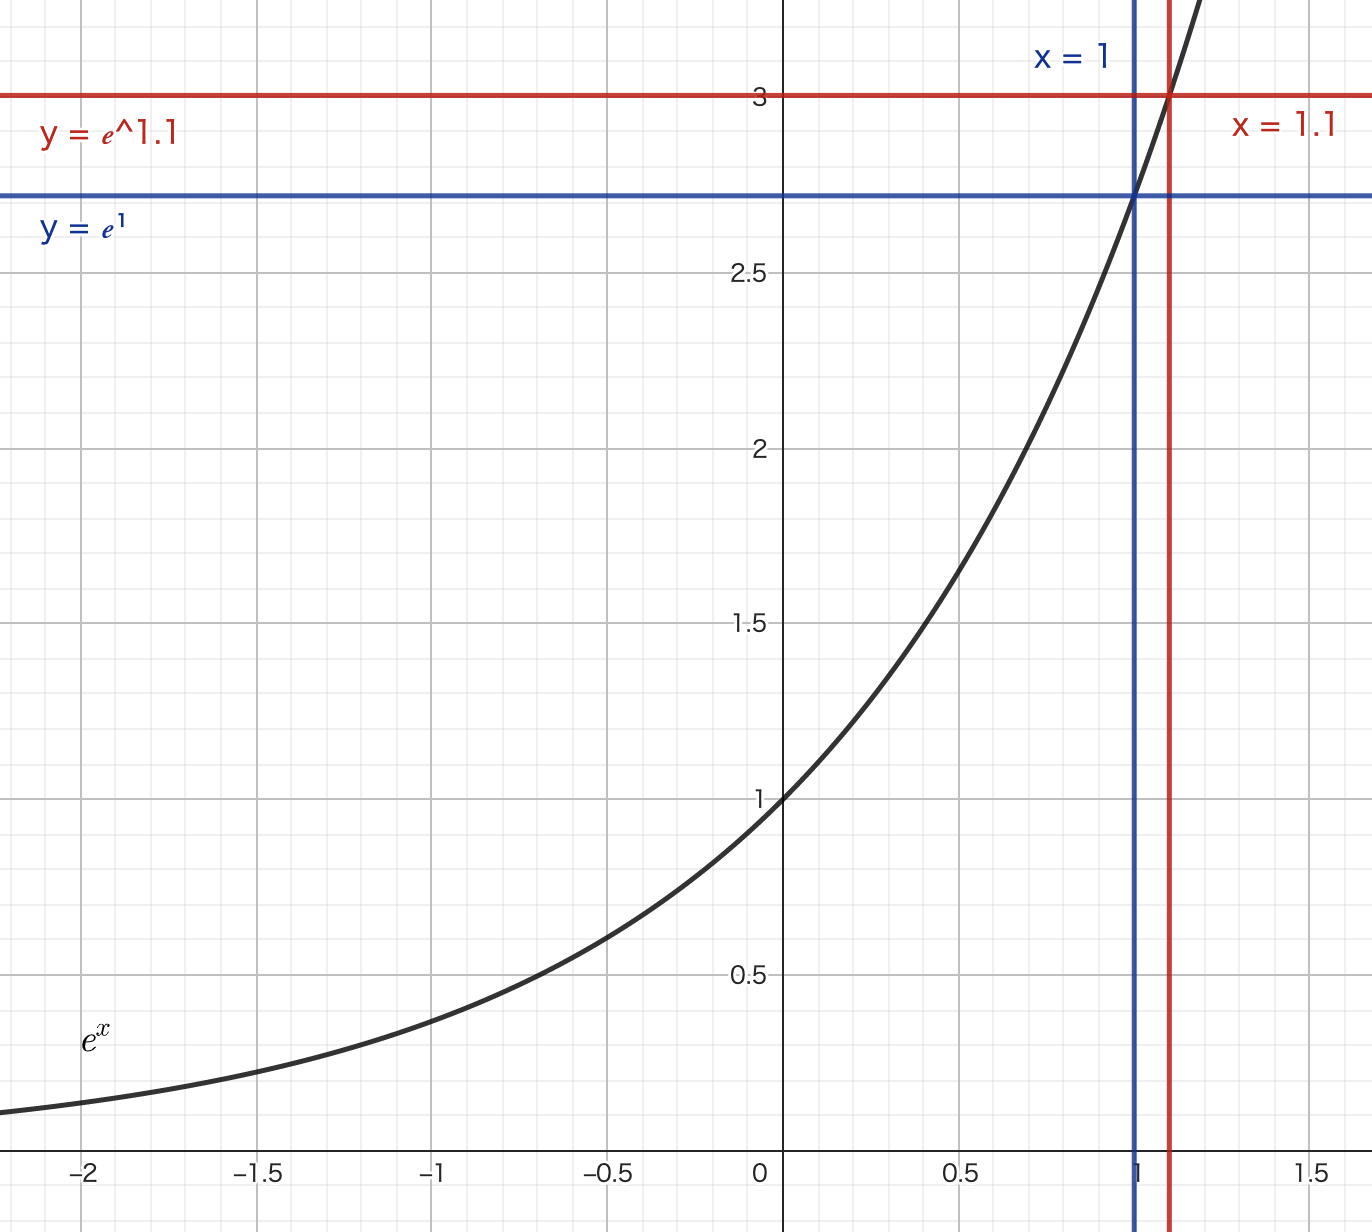 x = 1
3
y = e^1.1
x = 1.1
y = e¹
2.5
2
1.5
1
0.5
eˣ
–2
–1.5
–1
–0.5
0
0.5
1
1.5